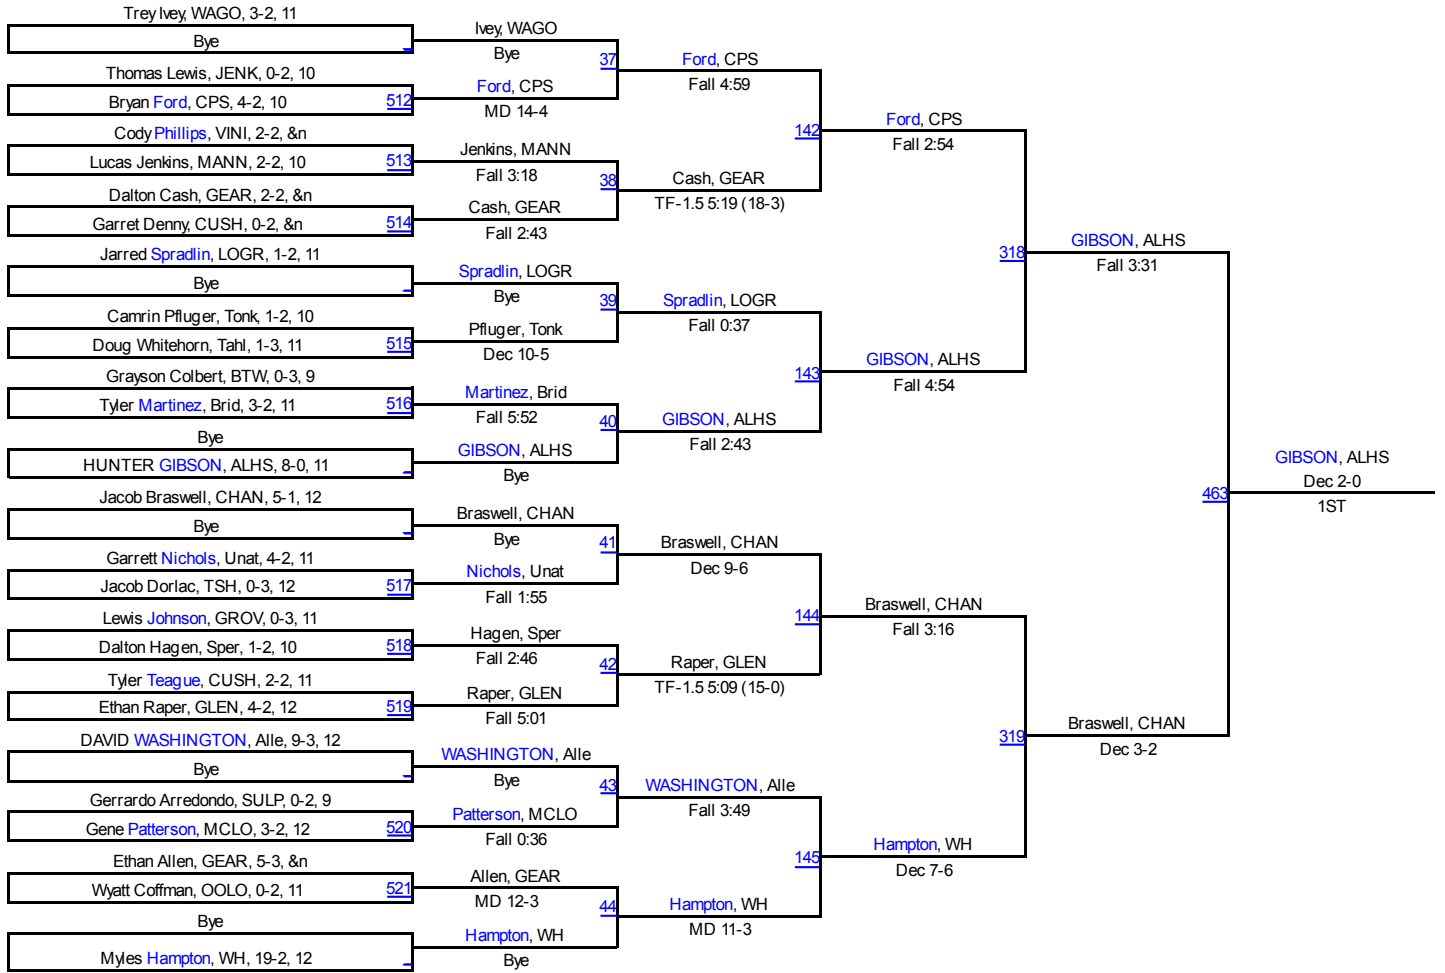 Trey Ivey, WAGO, 3-2, 11
Bye
Thomas Lewis, JENK, 0-2, 10
Bryan Ford, CPS, 4-2, 10
512
Cody Phillips, VINI, 2-2, &n
Lucas Jenkins, MANN, 2-2, 10
513
Dalton Cash, GEAR, 2-2, &n
Garret Denny, CUSH, 0-2, &n
514
Jarred Spradlin, LOGR, 1-2, 11
Bye
Camrin Pfluger, Tonk, 1-2, 10
Doug Whitehorn, Tahl, 1-3, 11
515
Grayson Colbert, BTW, 0-3, 9
Tyler Martinez, Brid, 3-2, 11
516
Bye
HUNTER GIBSON, ALHS, 8-0, 11
Jacob Braswell, CHAN, 5-1, 12
Bye
Garrett Nichols, Unat, 4-2, 11
Jacob Dorlac, TSH, 0-3, 12
517
Lewis Johnson, GROV, 0-3, 11
Dalton Hagen, Sper, 1-2, 10
518
Tyler Teague, CUSH, 2-2, 11
Ethan Raper, GLEN, 4-2, 12
519
DAVID WASHINGTON, Alle, 9-3, 12
Bye
Gerrardo Arredondo, SULP, 0-2, 9
Gene Patterson, MCLO, 3-2, 12
520
Ethan Allen, GEAR, 5-3, &n
Wyatt Coffman, OOLO, 0-2, 11
521
Bye
Myles Hampton, WH, 19-2, 12
Ivey, WAGO
Bye
37
Ford, CPS
MD 14-4
Jenkins, MANN
Fall 3:18
38
Cash, GEAR
Fall 2:43
Spradlin, LOGR
Bye
39
Pfluger, Tonk
Dec 10-5
Martinez, Brid
Fall 5:52
40
GIBSON, ALHS
Bye
Braswell, CHAN
Bye
41
Nichols, Unat
Fall 1:55
Hagen, Sper
Fall 2:46
42
Raper, GLEN
Fall 5:01
WASHINGTON, Alle
Bye
43
Patterson, MCLO
Fall 0:36
Allen, GEAR
MD 12-3
44
Hampton, WH
Bye
Ford, CPS
Fall 4:59
142
Cash, GEAR
TF-1.5 5:19 (18-3)
Spradlin, LOGR
Fall 0:37
143
GIBSON, ALHS
Fall 2:43
Braswell, CHAN
Dec 9-6
144
Raper, GLEN
TF-1.5 5:09 (15-0)
WASHINGTON, Alle
Fall 3:49
145
Hampton, WH
MD 11-3
Ford, CPS
Fall 2:54
318
GIBSON, ALHS
Fall 4:54
Braswell, CHAN
Fall 3:16
319
Hampton, WH
Dec 7-6
GIBSON, ALHS
Fall 3:31
463
Braswell, CHAN
Dec 3-2
GIBSON, ALHS
Dec 2-0
1ST